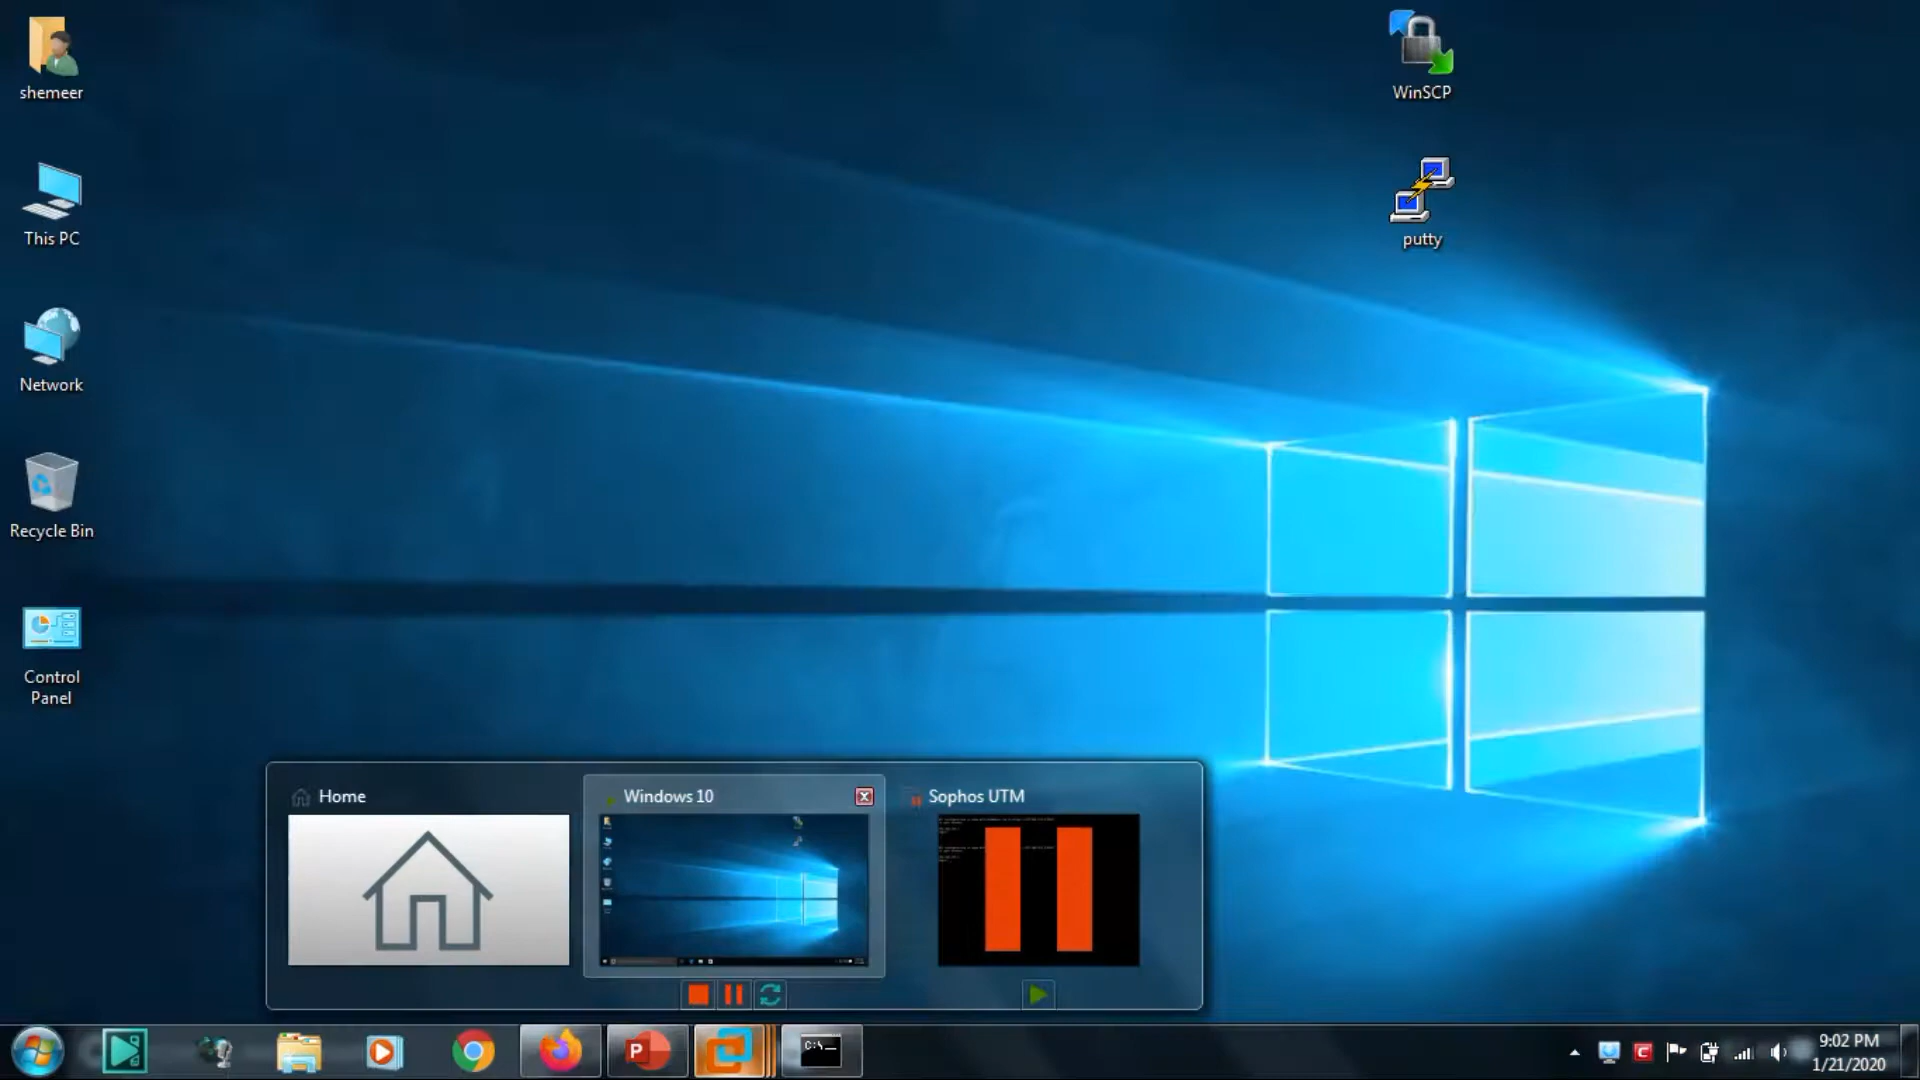 shemeer
This PC
Network
Recycle Bin
Control
Panel
WinSCP
putty
Home
Windows 10
Sophos UTM
P
C:\
9:02 PM
1/21/2020